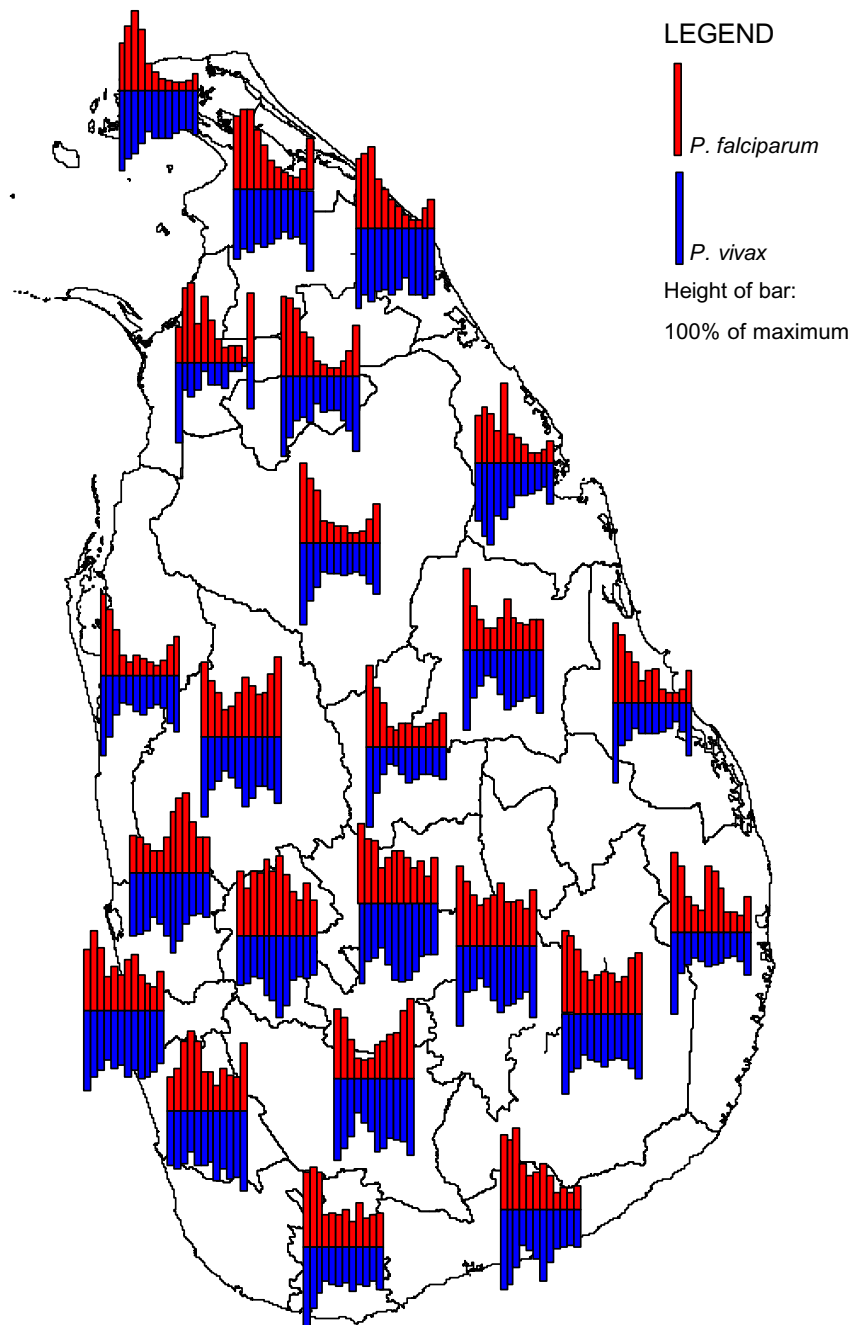 LEGEND
P. falciparum
P. vivax
Height of bar:
100% of maximum